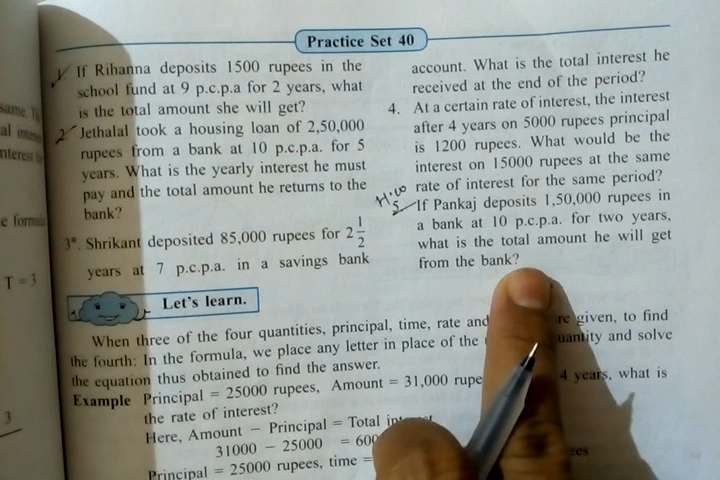 Practice Set 40
1. If Rihanna deposits 1500 rupees in the
school fund at 9 p.c.p.a for 2 years, what
is the total amount she will get?
2. Jethalal took a housing loan of 2,50,000
rupees from a bank at 10 p.c.p.a. for 5
years. What is the yearly interest he must
pay and the total amount he returns to the
bank?
3*. Shrikant deposited 85,000 rupees for 2 1/2
years at 7 p.c.p.a. in a savings bank
account. What is the total interest he
received at the end of the period?
4. At a certain rate of interest, the interest
after 4 years on 5000 rupees principal
is 1200 rupees. What would be the
interest on 15000 rupees at the same
rate of interest for the same period?
H.W
5. If Pankaj deposits 1,50,000 rupees in
a bank at 10 p.c.p.a. for two years,
what is the total amount he will get
from the bank?
Let's learn.
When three of the four quantities, principal, time, rate and given, to find
the fourth: In the formula, we place any letter in place of the and solve
the equation thus obtained to find the answer.
Example Principal = 25000 rupees, Amount = 31,000 4 years, what is
the rate of interest?
Here, Amount − Principal = Total
31000 − 25000 =
Principal = 25000 rupees, time =
T = 3
3